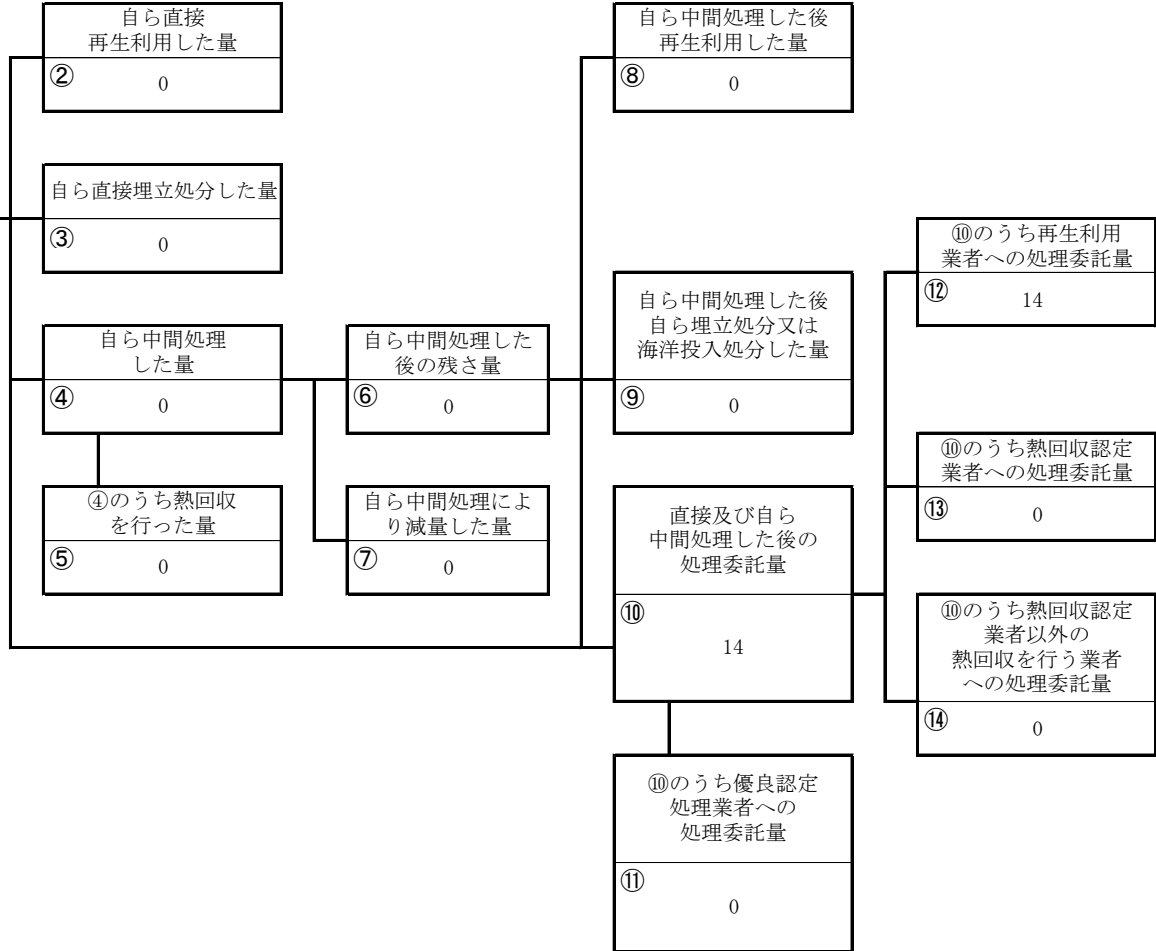 自ら直接
再生利用した量
②
0
自ら直接埋立処分した量
③
0
自ら中間処理
した量
④
0
④のうち熱回収
を行った量
⑤
0
自ら中間処理した
後の残さ量
⑥
0
自ら中間処理によ
り減量した量
⑦
0
自ら中間処理した後
再生利用した量
⑧
0
自ら中間処理した後
自ら埋立処分又は
海洋投入処分した量
⑨
0
直接及び自ら
中間処理した後の
処理委託量
⑩
14
⑩のうち優良認定
処理業者への
処理委託量
⑪
0
⑩のうち再生利用
業者への処理委託量
⑫
14
⑩のうち熱回収認定
業者への処理委託量
⑬
0
⑩のうち熱回収認定
業者以外の
熱回収を行う業者
への処理委託量
⑭
0